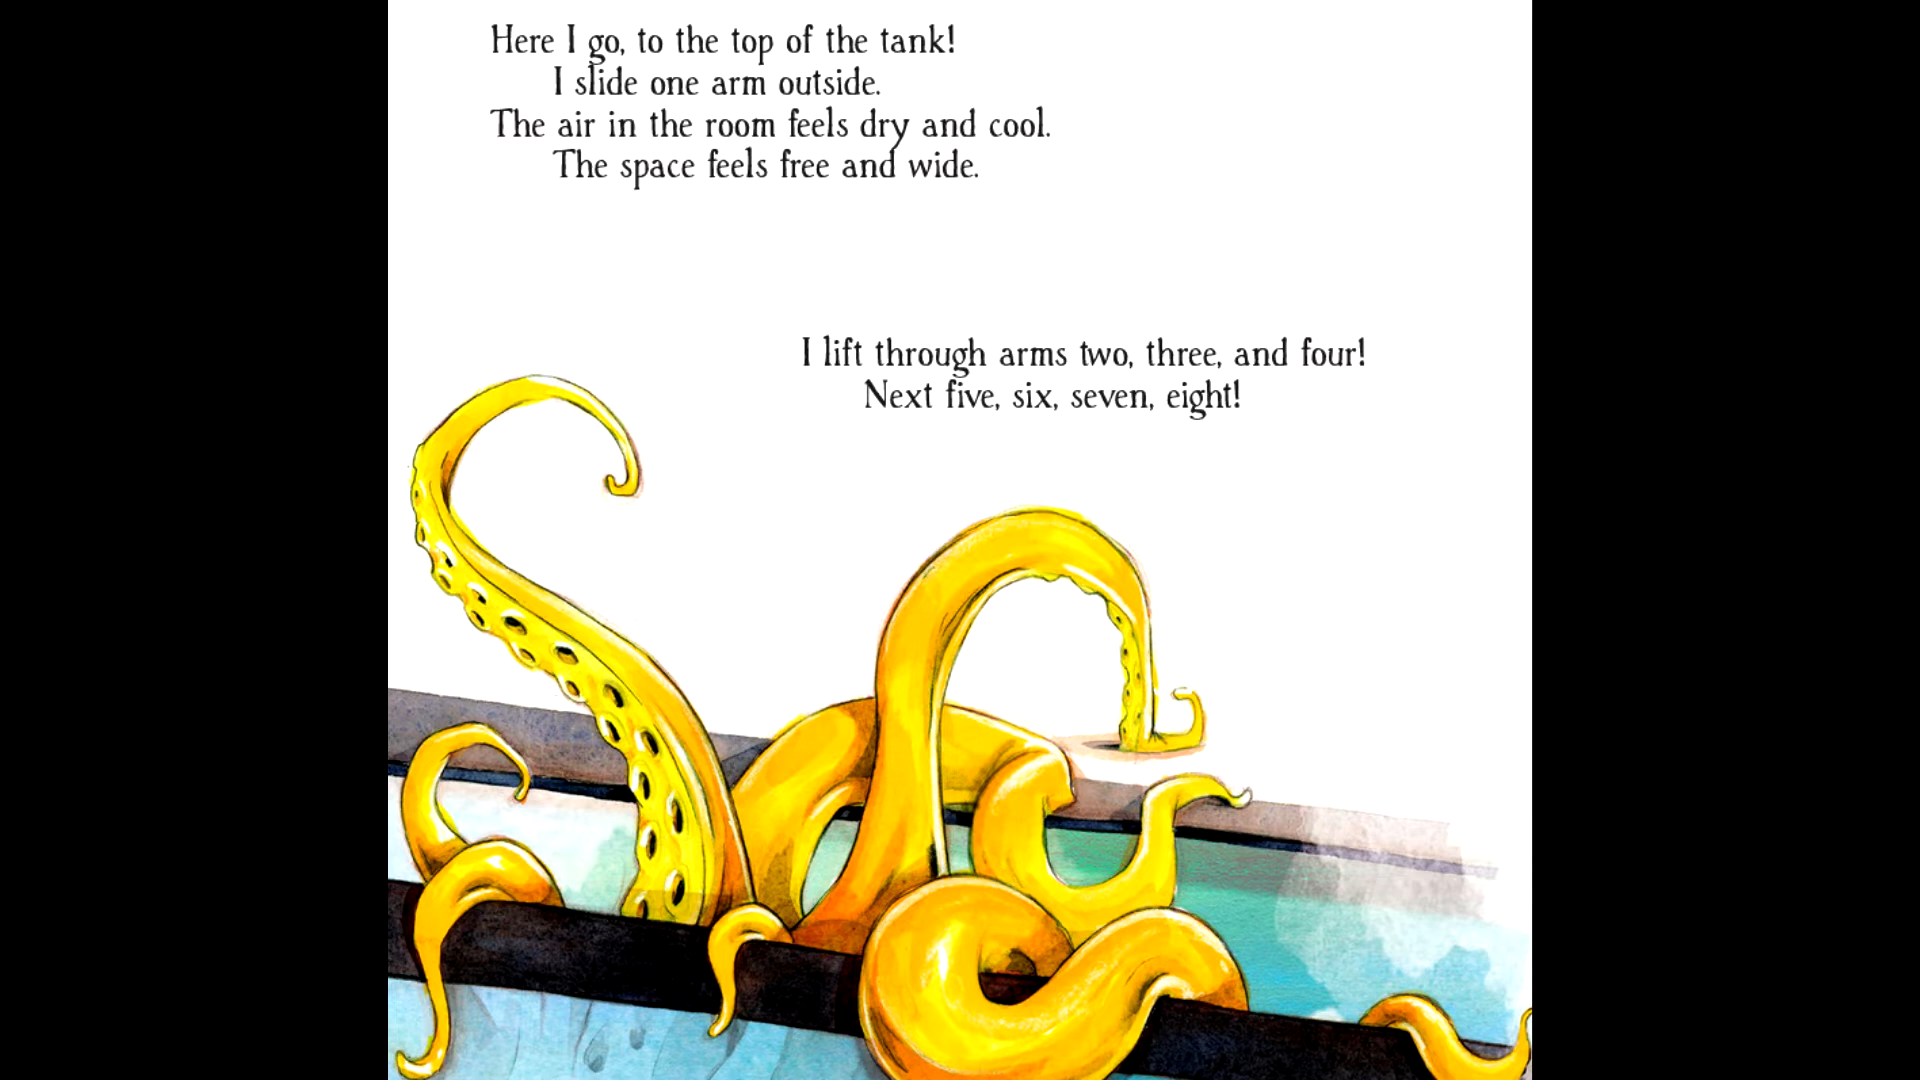 Here I go, to the top of the tank!
I slide one arm outside.
The air in the room feels dry and cool.
The space feels free and wide.
I lift through arms two, three, and four!
Next five, six, seven, eight!